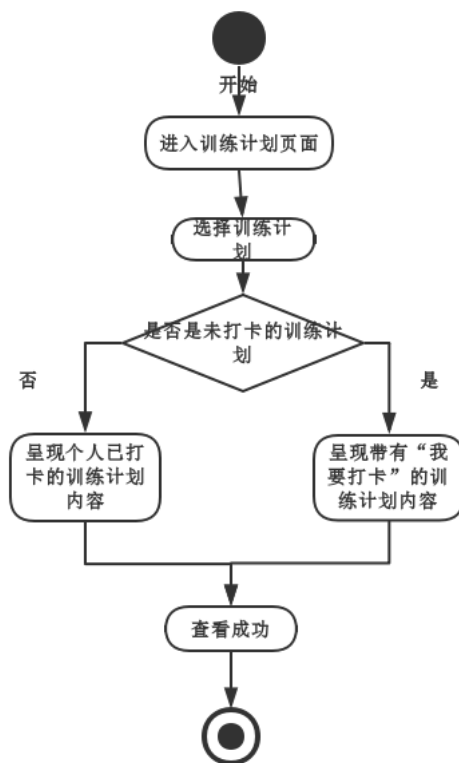 开始
进入训练计划页面
选择训练计
划
是否是未打卡的训练计
划
否
是
呈现个人已打
卡的训练计划
内容
呈现带有“我
要打卡”的训
练计划内容
查看成功